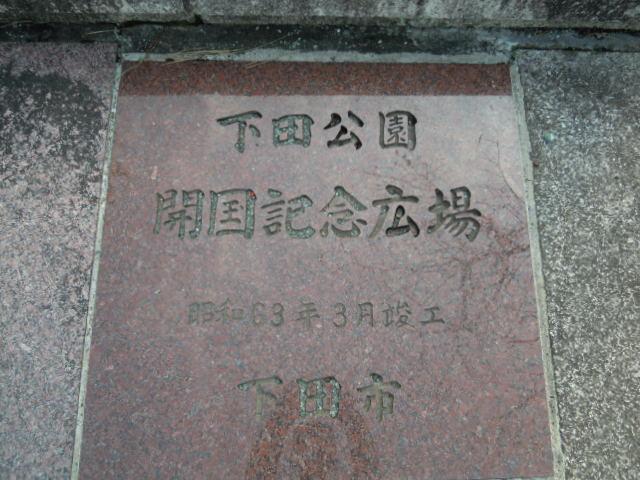 下田公園
開国記念広場
昭和63年3月竣工
下田市